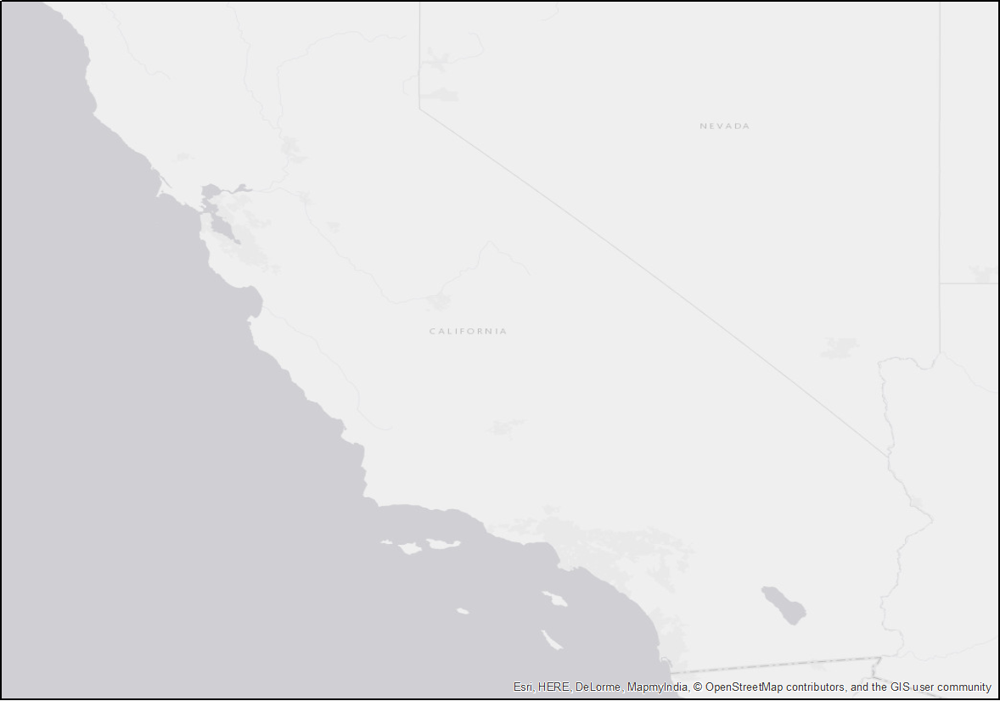 NEVADA
CALIFORNIA
Esri, HERE, DeLorme, MapmyIndia, © OpenStreetMap contributors, and the GIS user community